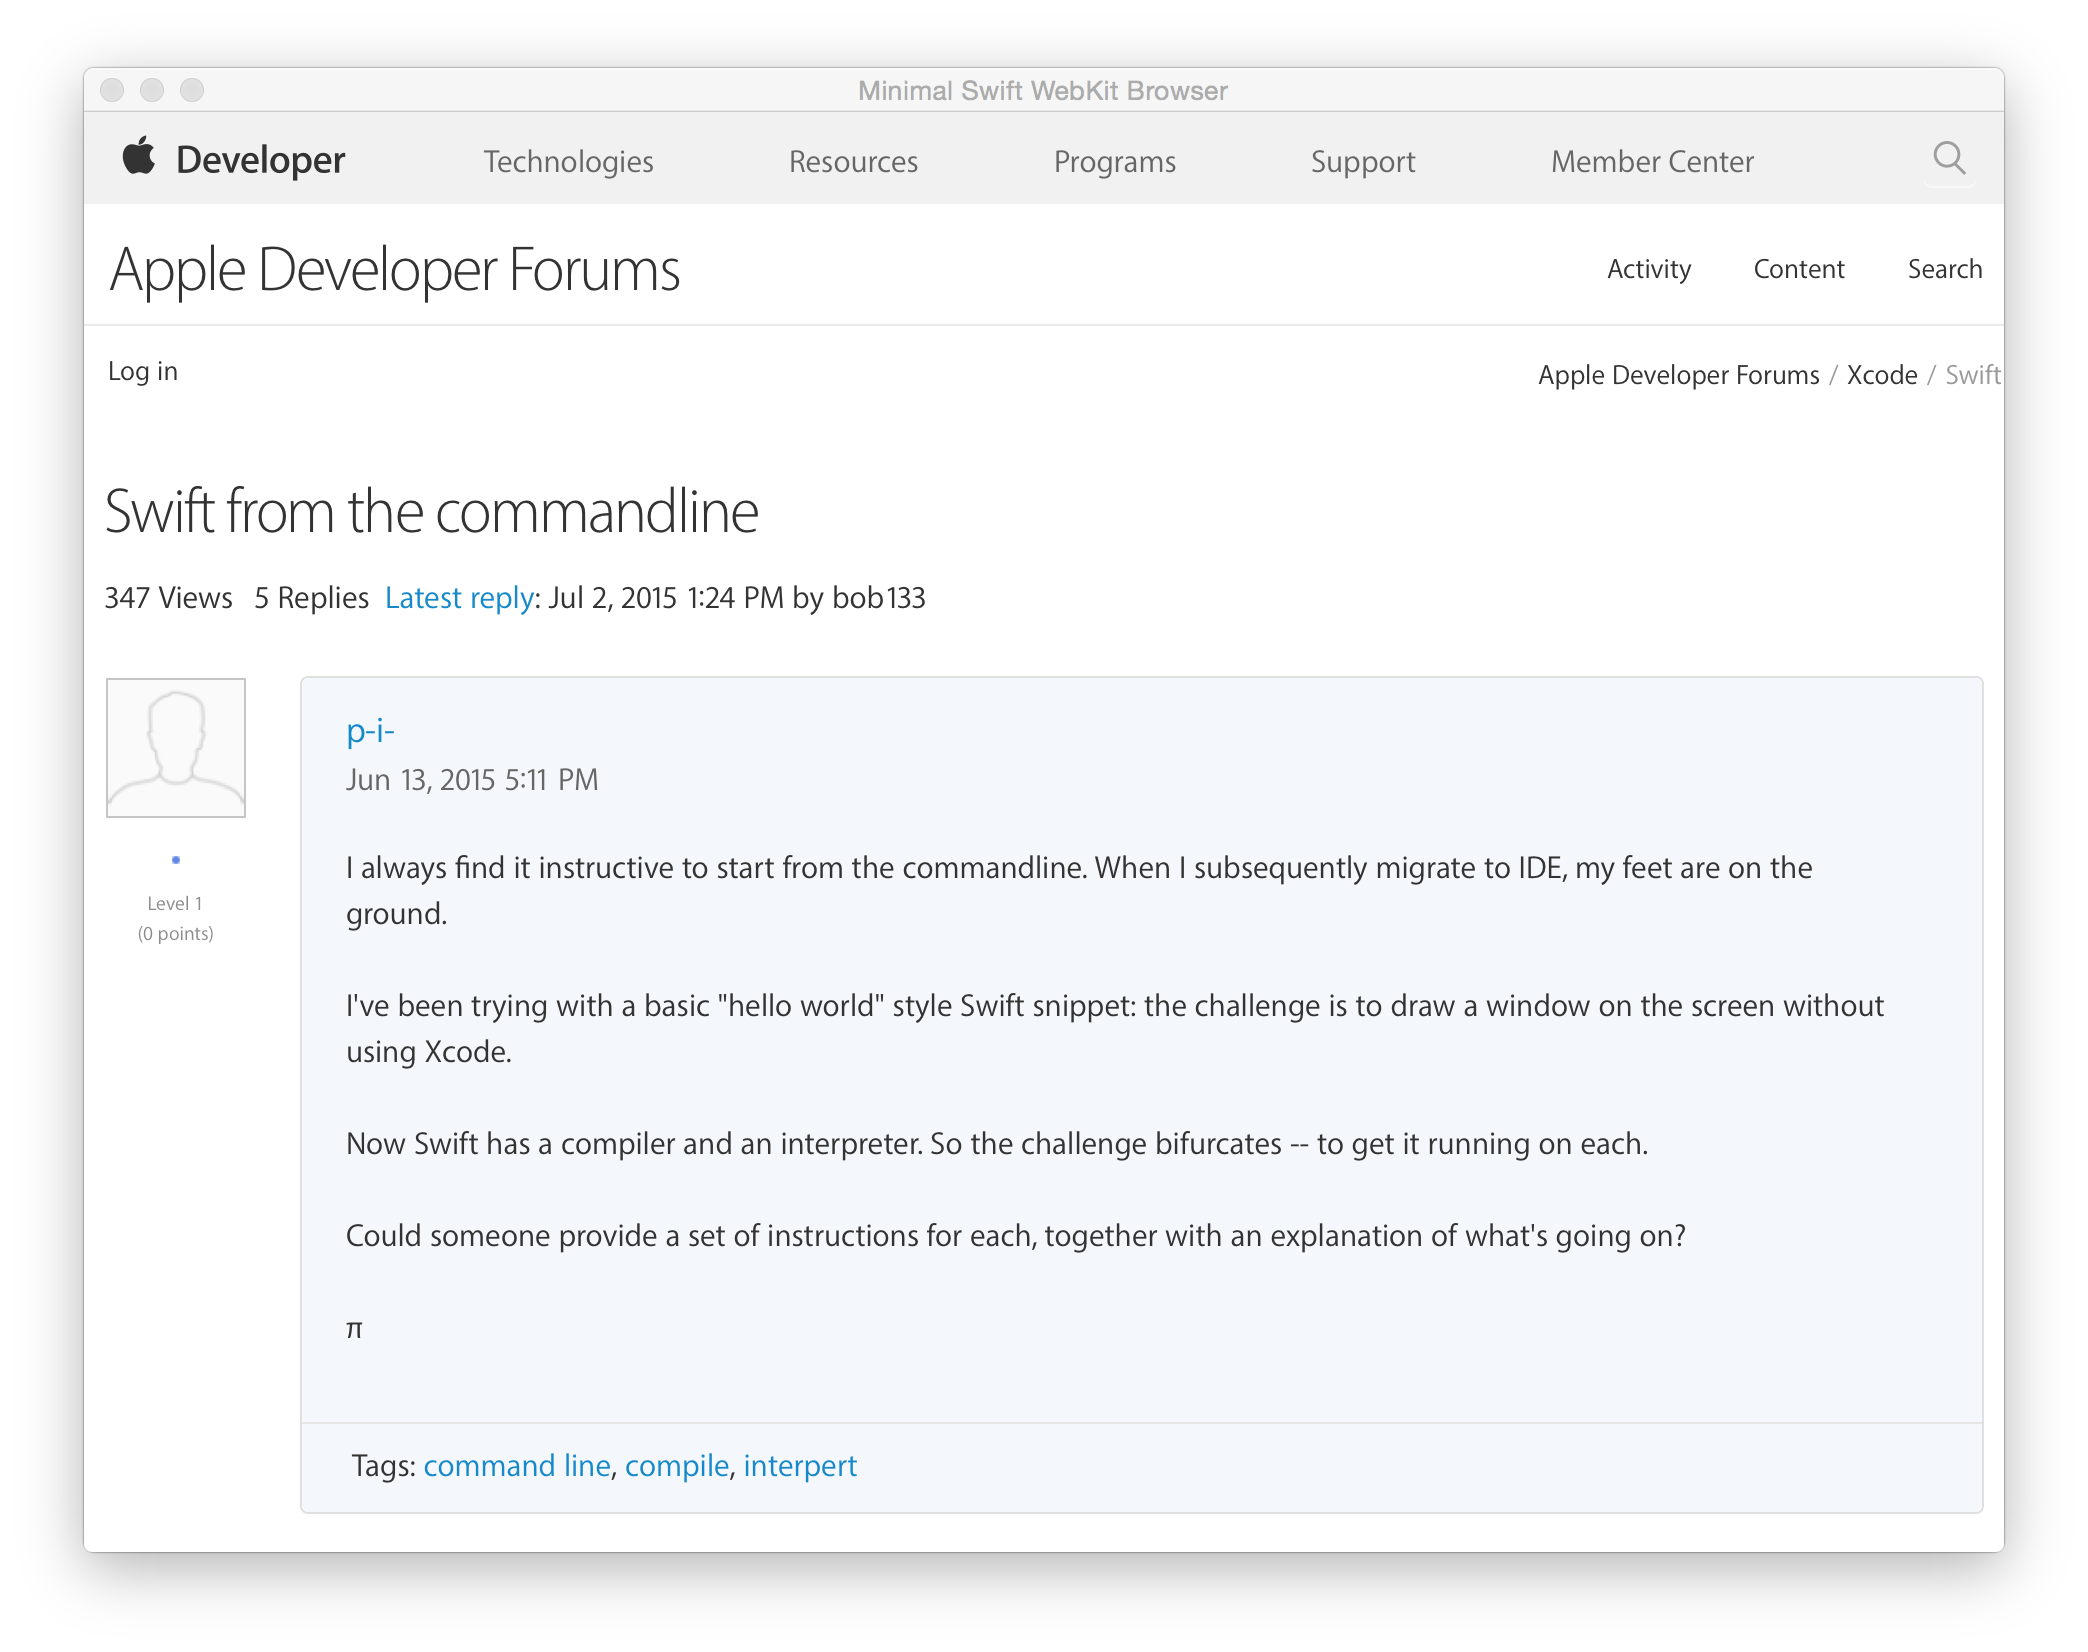 Minimal Swift WebKit Browser
Developer Technologies Resources Programs Support Member Center
Apple Developer Forums
Activity Content Search
Log in
Apple Developer Forums / Xcode / Swift
Swift from the commandline
347 Views 5 Replies Latest reply: Jul 2, 2015 1:24 PM by bob133
Level 1
(0 points)
p-i-
Jun 13, 2015 5:11 PM
I always find it instructive to start from the commandline. When I subsequently migrate to IDE, my feet are on the
ground.
I've been trying with a basic "hello world" style Swift snippet: the challenge is to draw a window on the screen without
using Xcode.
Now Swift has a compiler and an interpreter. So the challenge bifurcates -- to get it running on each.
Could someone provide a set of instructions for each, together with an explanation of what's going on?
π
Tags: command line, compile, interpert